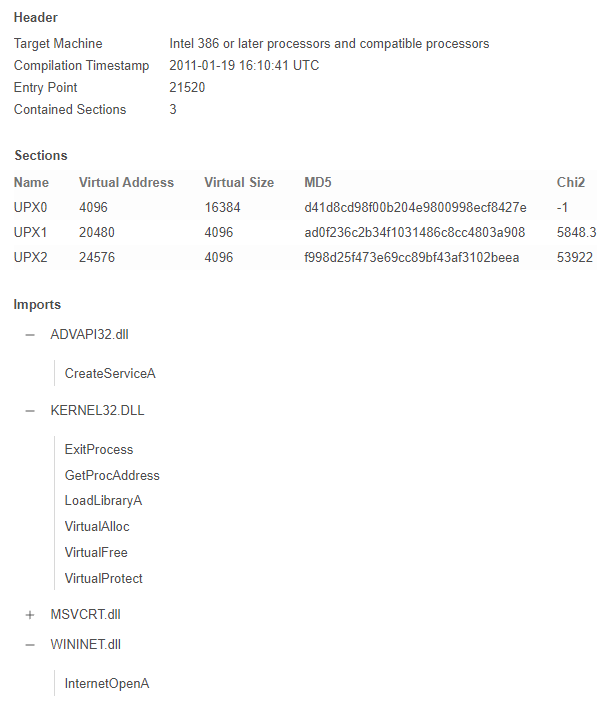 Header
Target Machine Intel 386 or later processors and compatible processors
Compilation Timestamp 2011-01-19 16:10:41 UTC
Entry Point 21520
Contained Sections 3
Sections
Name Virtual Address Virtual Size MD5 Chi2
UPX0 4096 16384 d41d8cd98f00b204e9800998ecf8427e -1
UPX1 20480 4096 ad0f236c2b34f1031486c8cc4803a908 5848.3
UPX2 24576 4096 f998d25f473e69cc89bf43af3102beea 53922
Imports
— ADVAPI32.dll
CreateServiceA
— KERNEL32.DLL
ExitProcess
GetProcAddress
LoadLibraryA
VirtualAlloc
VirtualFree
VirtualProtect
+ MSVCRT.dll
— WININET.dll
InternetOpenA